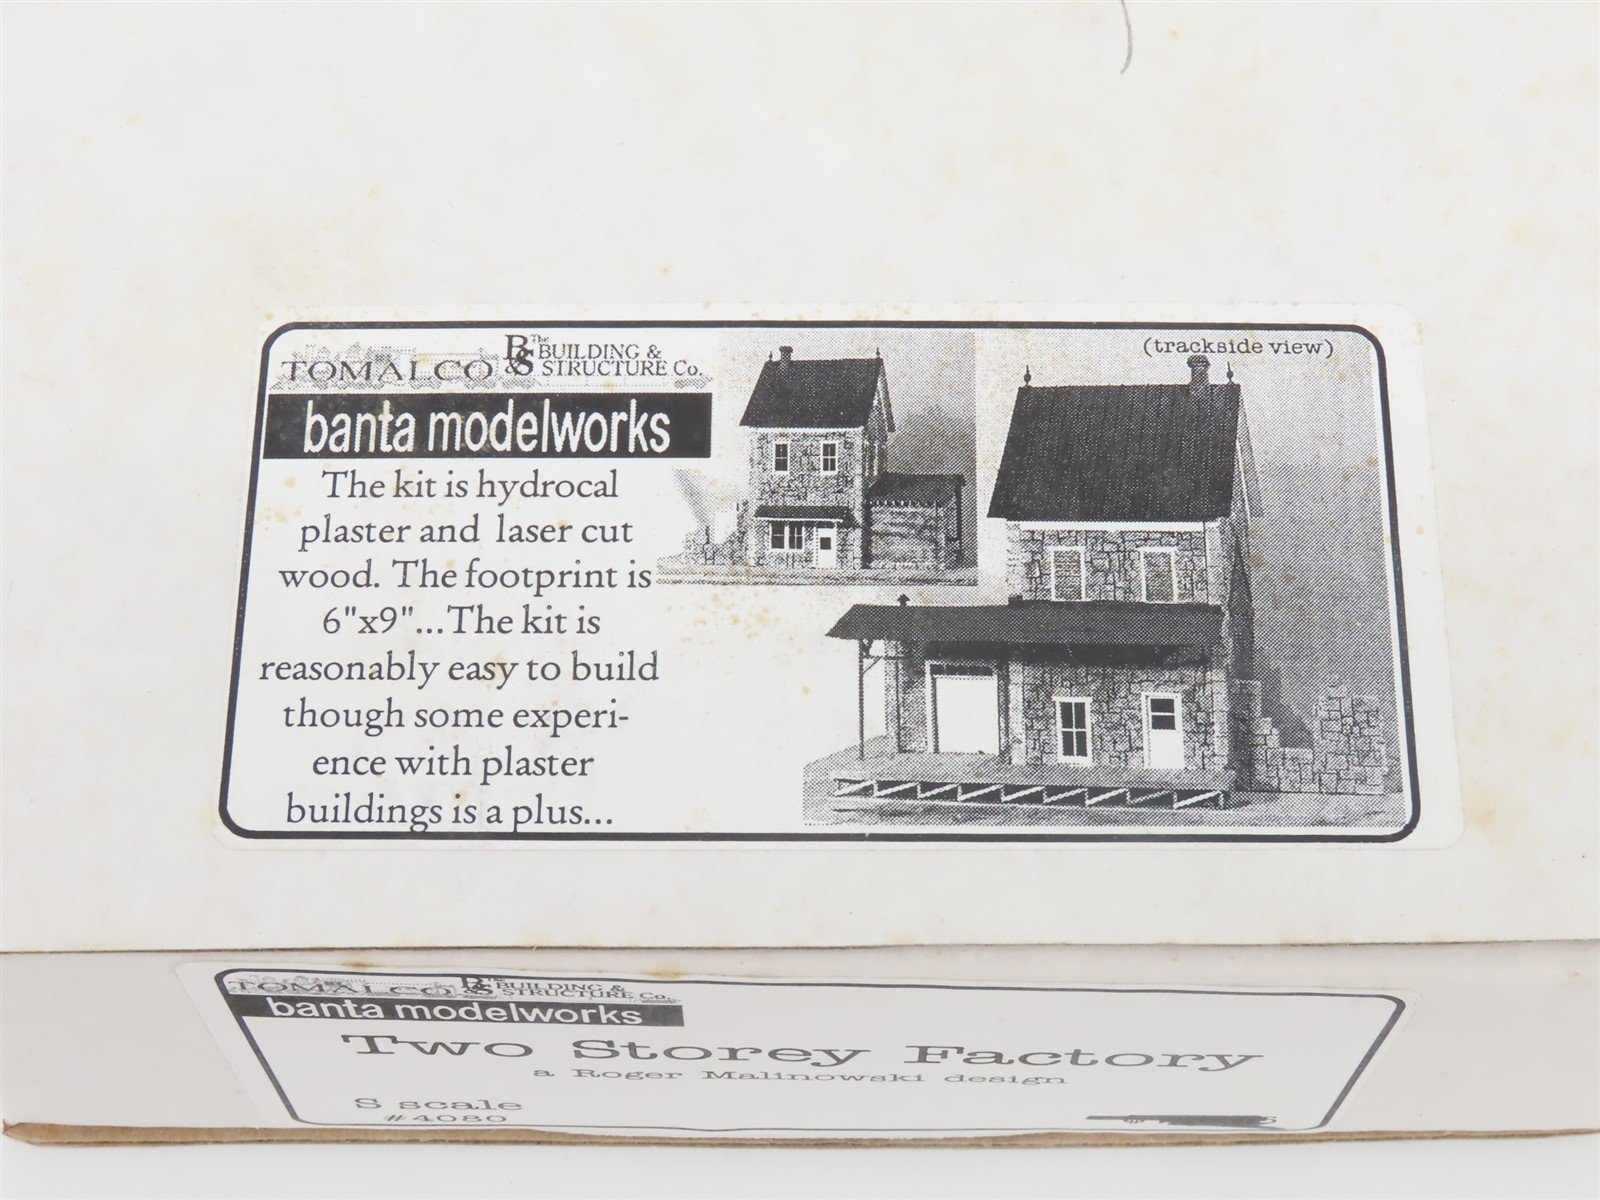 TOMALCO B&S The BUILDING &
STRUCTURE Co.
banta modelworks
The kit is hydrocal
plaster and laser cut
wood. The footprint is
6"x9"...The kit is
reasonably easy to build
though some experi-
ence with plaster
buildings is a plus...
(trackside view)
TOMALCO B&S The BUILDING &
STRUCTURE Co.
banta modelworks
Two Storey Factory
a Roger Malinowski design
S scale
#4080